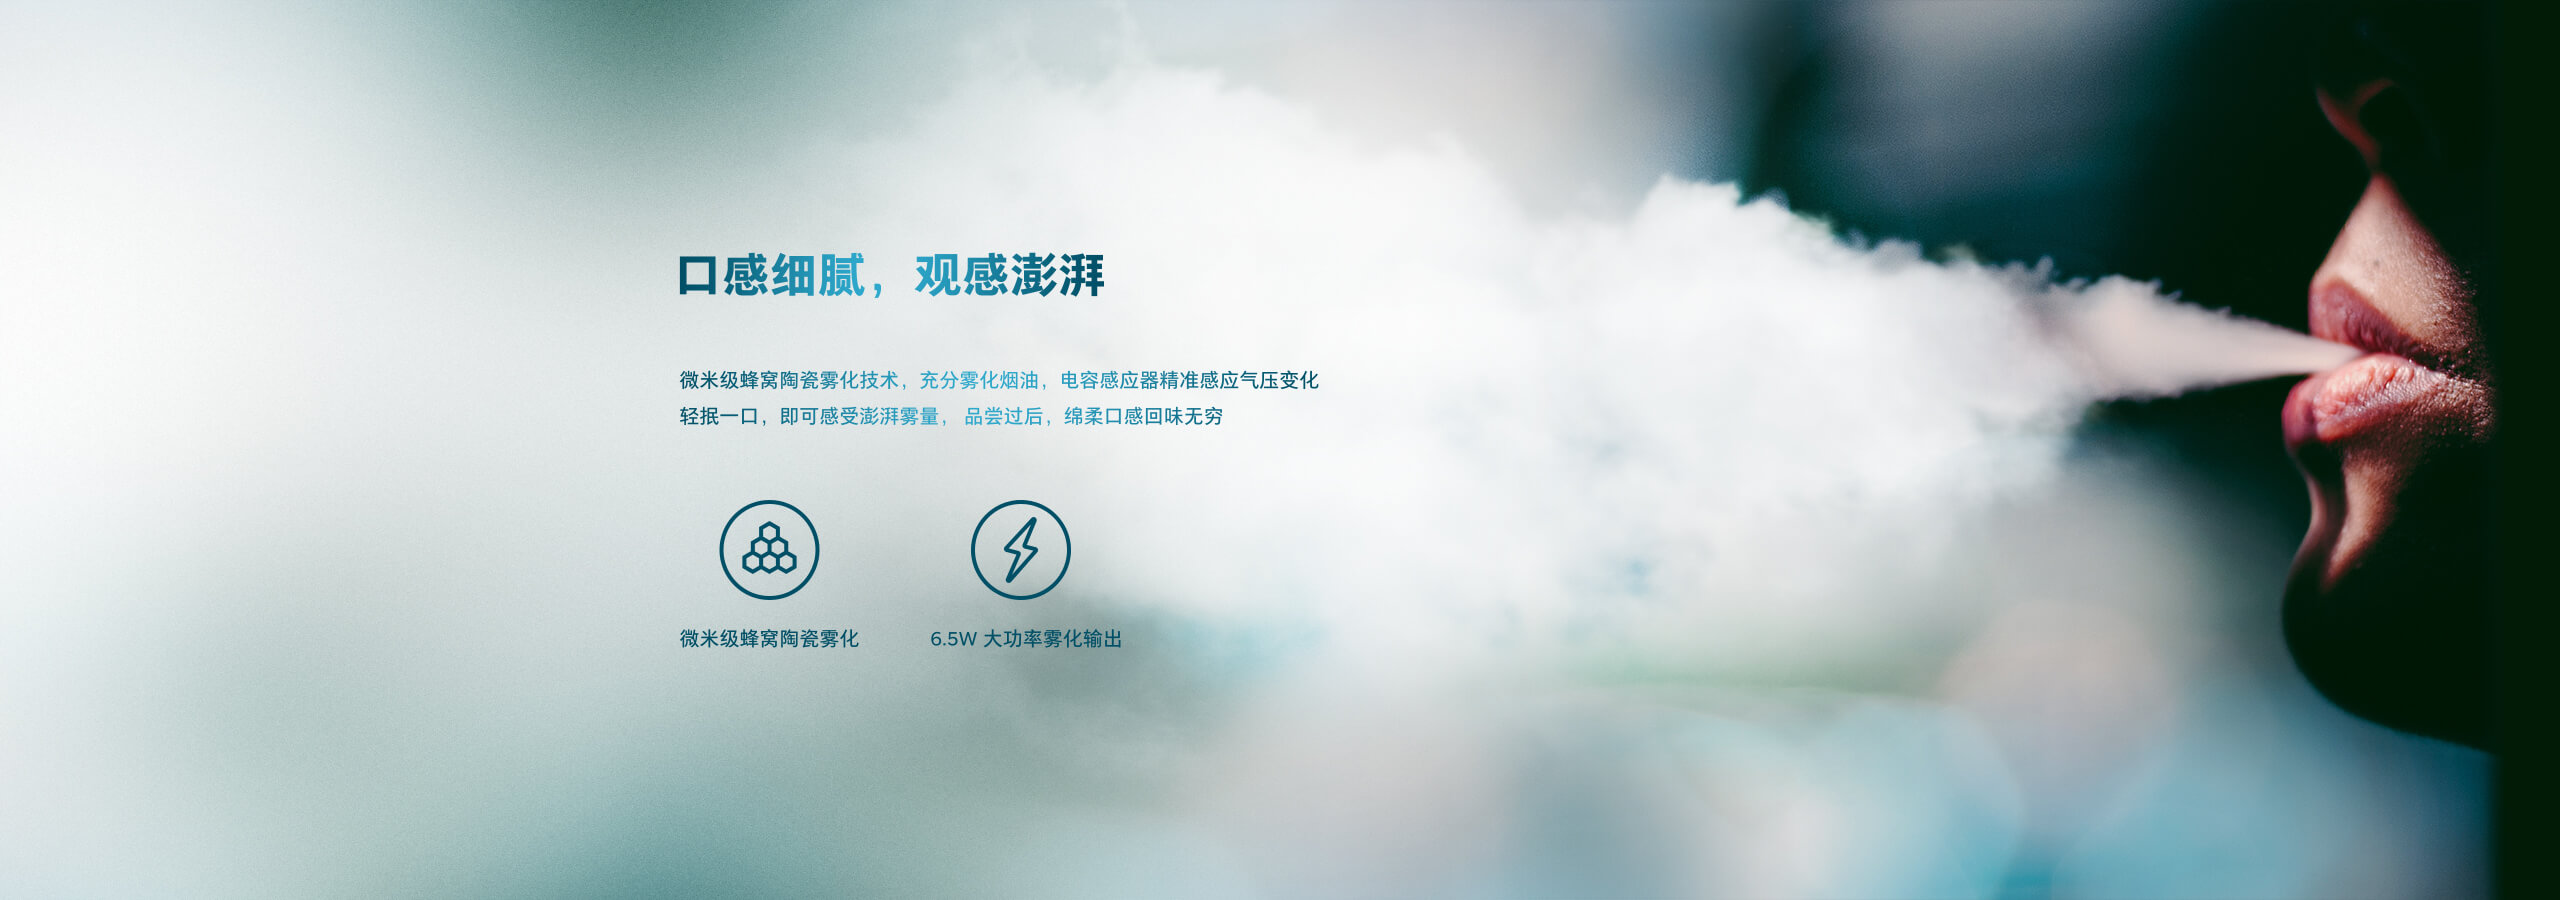 口感细腻，观感澎湃
微米级蜂窝陶瓷雾化技术，充分雾化烟油，电容感应器精准感应气压变化
轻抿一口，即可感受澎湃雾量， 品尝过后，绵柔口感回味无穷
微米级蜂窝陶瓷雾化
6.5W 大功率雾化输出